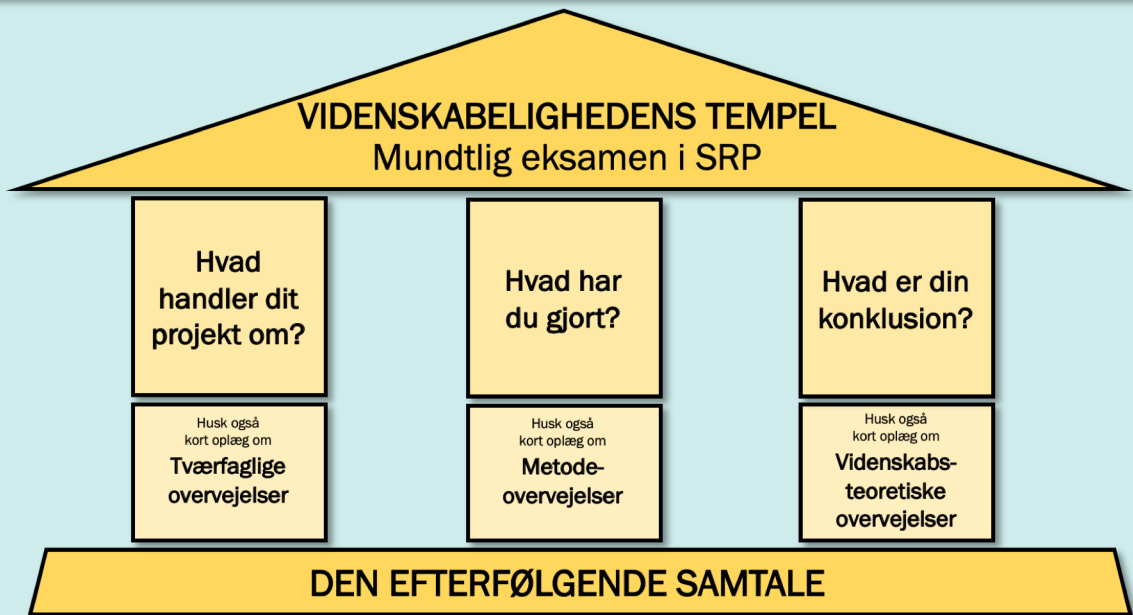 VIDENSKABELIGHEDENS TEMPEL
Mundtlig eksamen i SRP
Hvad
handler dit
projekt om?
Husk også
kort oplæg om
Tværfaglige
overvejelser
Hvad har
du gjort?
Husk også
kort oplæg om
Metode-
overvejelser
Hvad er din
konklusion?
Husk også
kort oplæg om
Videnskabs-
teoretiske
overvejelser
DEN EFTERFØLGENDE SAMTALE